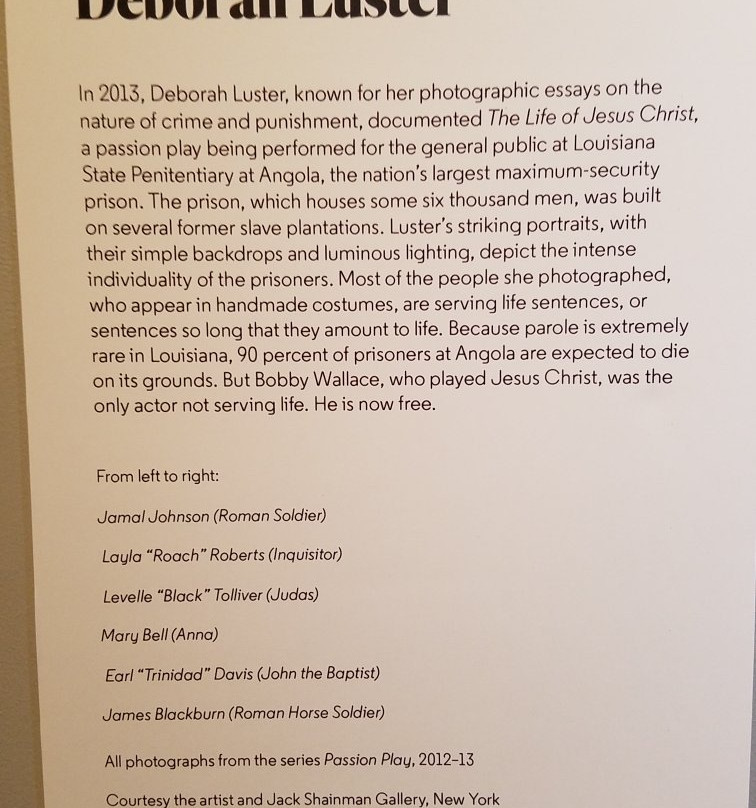 Deborah Luster
In 2013, Deborah Luster, known for her photographic essays on the
nature of crime and punishment, documented The Life of Jesus Christ,
a passion play being performed for the general public at Louisiana
State Penitentiary at Angola, the nation's largest maximum-security
prison. The prison, which houses some six thousand men, was built
on several former slave plantations. Luster's striking portraits, with
their simple backdrops and luminous lighting, depict the intense
individuality of the prisoners. Most of the people she photographed,
who appear in handmade costumes, are serving life sentences, or
sentences so long that they amount to life. Because parole is extremely
rare in Louisiana, 90 percent of prisoners at Angola are expected to die
on its grounds. But Bobby Wallace, who played Jesus Christ, was the
only actor not serving life. He is now free.
From left to right:
Jamal Johnson (Roman Soldier)
Layla “Roach” Roberts (Inquisitor)
Levelle “Black” Tolliver (Judas)
Mary Bell (Anna)
Earl “Trinidad” Davis (John the Baptist)
James Blackburn (Roman Horse Soldier)
All photographs from the series Passion Play, 2012–13
Courtesy the artist and Jack Shainman Gallery, New York